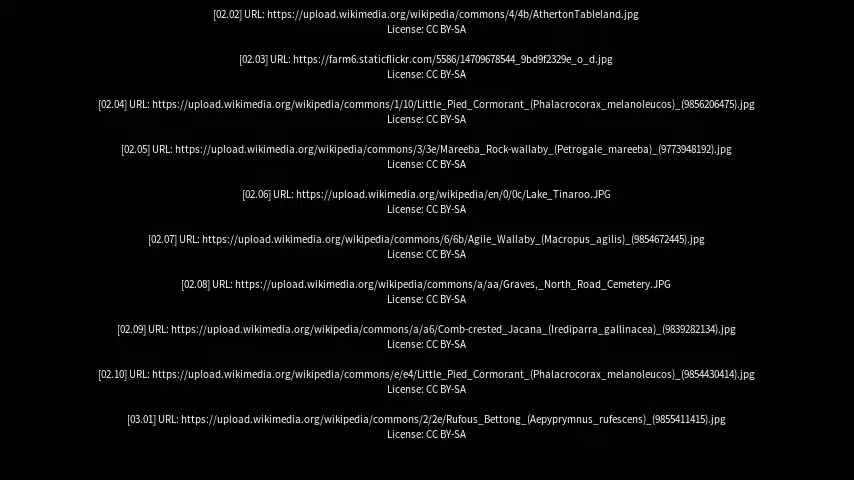 [02.02] URL: https://upload.wikimedia.org/wikipedia/commons/4/4b/AthertonTableland.jpg
License: CC BY-SA
[02.03] URL: https://farm6.staticflickr.com/5586/14709678544_9bd9f2329e_o_d.jpg
License: CC BY-SA
[02.04] URL: https://upload.wikimedia.org/wikipedia/commons/1/10/Little_Pied_Cormorant_(Phalacrocorax_melanoleucos)_(9856206475).jpg
License: CC BY-SA
[02.05] URL: https://upload.wikimedia.org/wikipedia/commons/3/3e/Mareeba_Rock-wallaby_(Petrogale_mareeba)_(9773948192).jpg
License: CC BY-SA
[02.06] URL: https://upload.wikimedia.org/wikipedia/en/0/0c/Lake_Tinaroo.JPG
License: CC BY-SA
[02.07] URL: https://upload.wikimedia.org/wikipedia/commons/6/6b/Agile_Wallaby_(Macropus_agilis)_(9854672445).jpg
License: CC BY-SA
[02.08] URL: https://upload.wikimedia.org/wikipedia/commons/a/aa/Graves,_North_Road_Cemetery.JPG
License: CC BY-SA
[02.09] URL: https://upload.wikimedia.org/wikipedia/commons/a/a6/Comb-crested_Jacana_(Irediparra_gallinacea)_(9839282134).jpg
License: CC BY-SA
[02.10] URL: https://upload.wikimedia.org/wikipedia/commons/e/e4/Little_Pied_Cormorant_(Phalacrocorax_melanoleucos)_(9854430414).jpg
License: CC BY-SA
[03.01] URL: https://upload.wikimedia.org/wikipedia/commons/2/2e/Rufous_Bettong_(Aepyprymnus_rufescens)_(9855411415).jpg
License: CC BY-SA